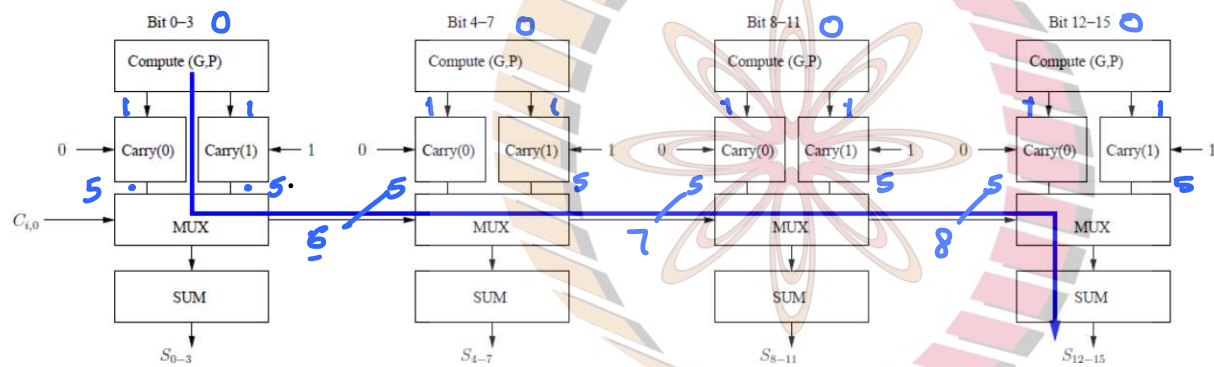 Bit 0–3 0 Bit 4–7 0 Bit 8–11 0 Bit 12–15 0
Compute (G,P) Compute (G,P) Compute (G,P) Compute (G,P)
1 1 1 1 1 1 1 1
0 Carry(0) Carry(1) 1 0 Carry(0) Carry(1) 1 0 Carry(0) Carry(1) 1 0 Carry(0) Carry(1) 1
5 5 5 5 5 5 5 5
C_{i,0} MUX MUX MUX MUX
6 7 8
SUM SUM SUM SUM
S_{0–3} S_{4–7} S_{8–11} S_{12–15}